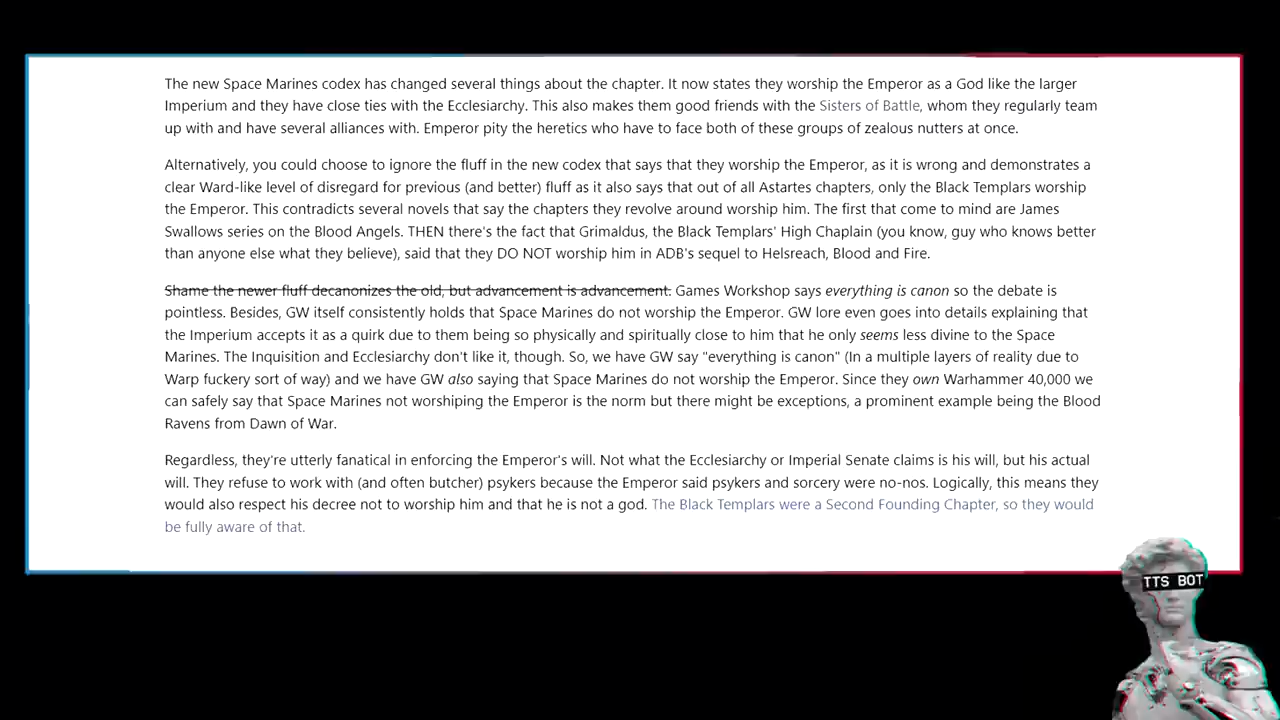 The new Space Marines codex has changed several things about the chapter. It now states they worship the Emperor as a God like the larger
Imperium and they have close ties with the Ecclesiarchy. This also makes them good friends with the Sisters of Battle, whom they regularly team
up with and have several alliances with. Emperor pity the heretics who have to face both of these groups of zealous nutters at once.
Alternatively, you could choose to ignore the fluff in the new codex that says that they worship the Emperor, as it is wrong and demonstrates a
clear Ward-like level of disregard for previous (and better) fluff as it also says that out of all Astartes chapters, only the Black Templars worship
the Emperor. This contradicts several novels that say the chapters they revolve around worship him. The first that come to mind are James
Swallows series on the Blood Angels. THEN there's the fact that Grimaldus, the Black Templars' High Chaplain (you know, guy who knows better
than anyone else what they believe), said that they DO NOT worship him in ADB's sequel to Helsreach, Blood and Fire.
Shame the newer fluff decanonizes the old, but advancement is advancement. Games Workshop says everything is canon so the debate is
pointless. Besides, GW itself consistently holds that Space Marines do not worship the Emperor. GW lore even goes into details explaining that
the Imperium accepts it as a quirk due to them being so physically and spiritually close to him that he only seems less divine to the Space
Marines. The Inquisition and Ecclesiarchy don't like it, though. So, we have GW say "everything is canon" (In a multiple layers of reality due to
Warp fuckery sort of way) and we have GW also saying that Space Marines do not worship the Emperor. Since they own Warhammer 40,000 we
can safely say that Space Marines not worshiping the Emperor is the norm but there might be exceptions, a prominent example being the Blood
Ravens from Dawn of War.
Regardless, they're utterly fanatical in enforcing the Emperor's will. Not what the Ecclesiarchy or Imperial Senate claims is his will, but his actual
will. They refuse to work with (and often butcher) psykers because the Emperor said psykers and sorcery were no-nos. Logically, this means they
would also respect his decree not to worship him and that he is not a god. The Black Templars were a Second Founding Chapter, so they would
be fully aware of that.
TTS BOT